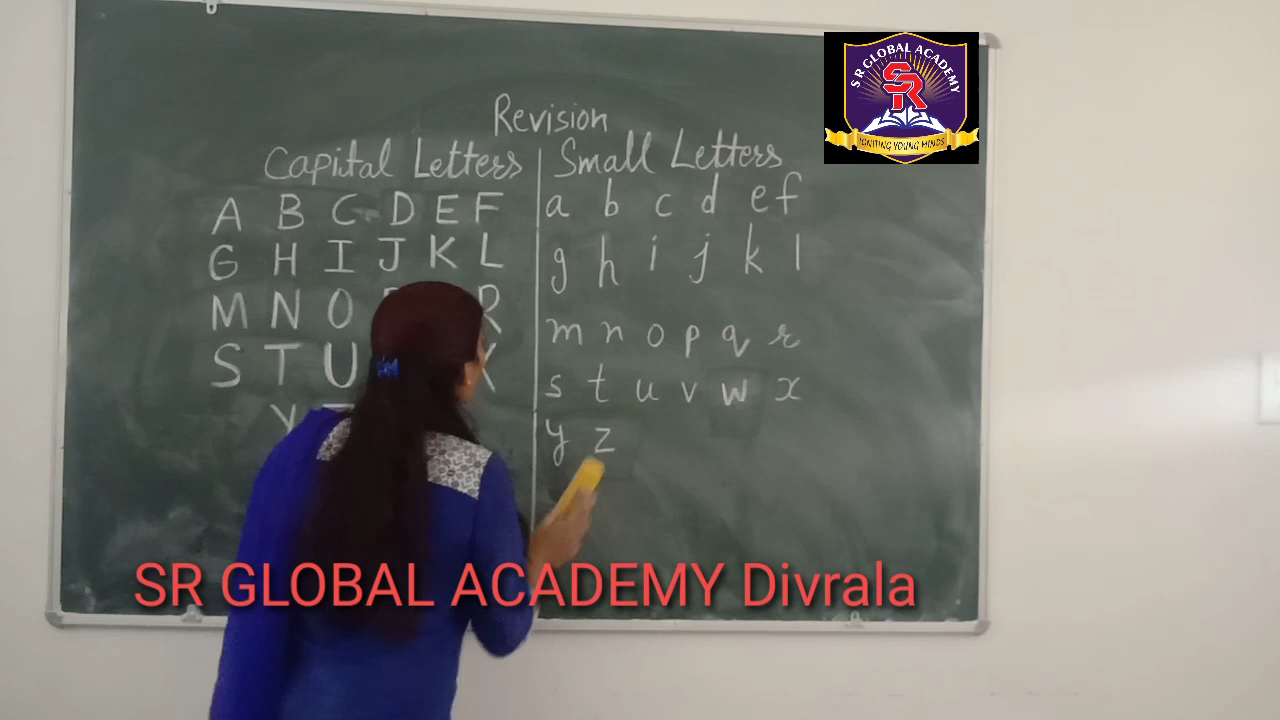 S R GLOBAL ACADEMY
SR
IGNITING YOUNG MINDS
Revision
Capital Letters
A B C D E F
G H I J K L
M N O R
S T U
Small Letters
a b c d e f
g h i j k l
m n o p q r
s t u v w x
y z
SR GLOBAL ACADEMY Divrala